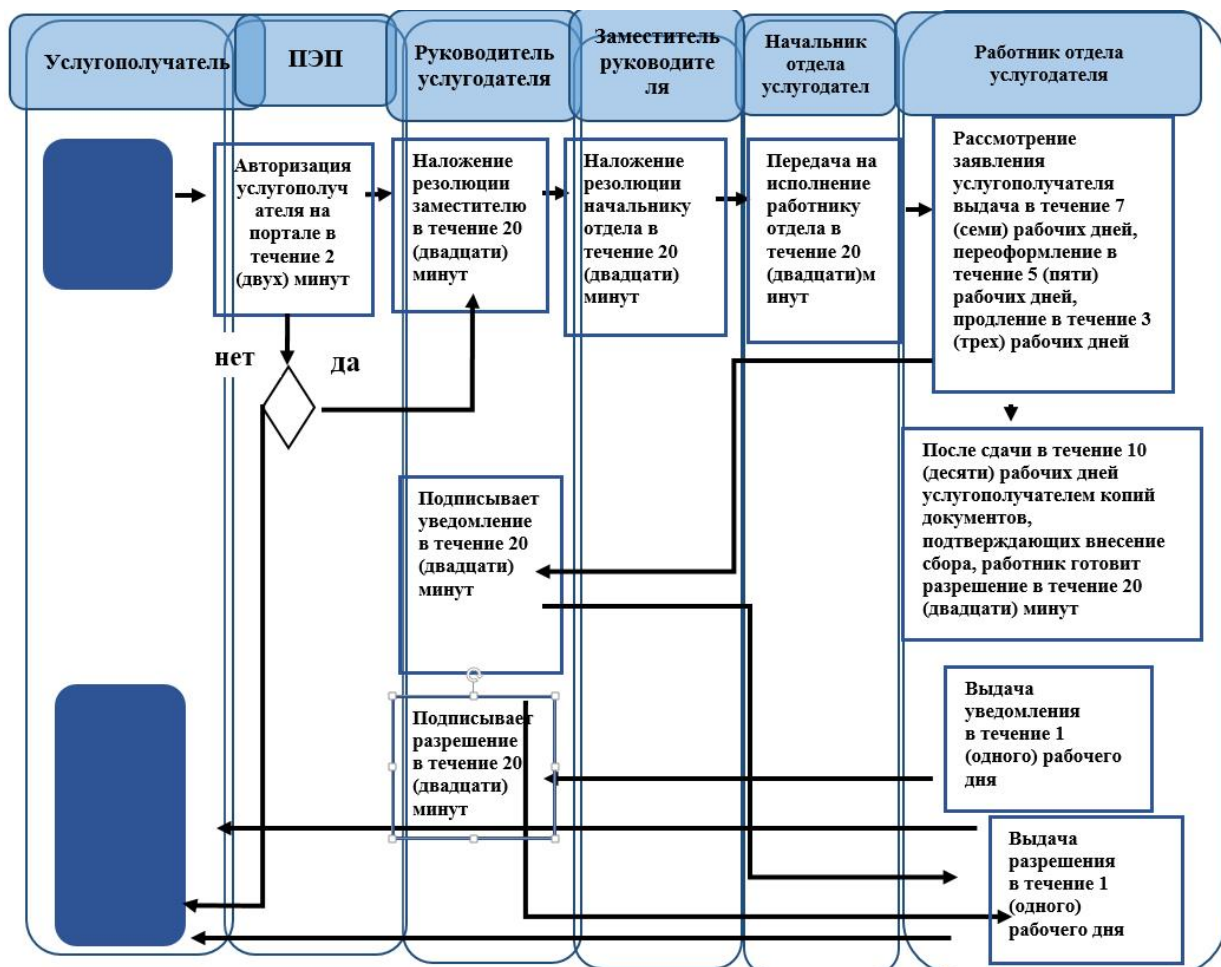 Услугополучатель
ПЭП
Руководитель
услугодателя
Заместитель
руководите
ля
Начальник
отдела
услугодател
Работник отдела
услугодателя
Авторизация
услугополуч
ателя на
портале в
течение 2
(двух) минут
Наложение
резолюции
заместителю
в течение 20
(двадцати)
минут
Наложение
резолюции
начальнику
отдела в
течение 20
(двадцати)
минут
Передача на
исполнение
работнику
отдела в
течение 20
(двадцати)м
инут
Рассмотрение
заявления
услугополучателя
выдача в течение 7
(семи) рабочих дней,
переоформление в
течение 5 (пяти)
рабочих дней,
продление в течение 3
(трех) рабочих дней
нет
да
После сдачи в течение 10
(десяти) рабочих дней
услугополучателем копий
документов,
подтверждающих внесение
сбора, работник готовит
разрешение в течение 20
(двадцати) минут
Подписывает
уведомление
в течение 20
(двадцати)
минут
Подписывает
разрешение
в течение 20
(двадцати)
минут
Выдача
уведомления
в течение 1
(одного) рабочего
дня
Выдача
разрешения
в течение 1
(одного)
рабочего дня